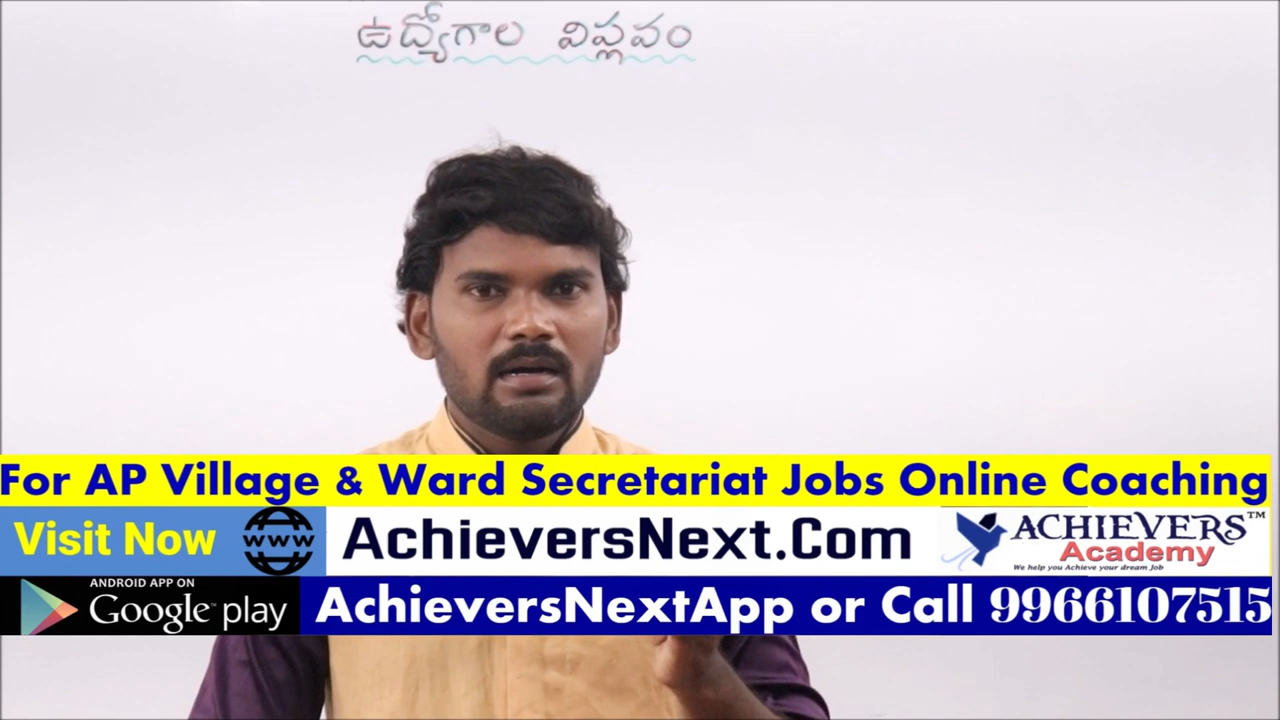 ఉద్యోగాల విప్లవం
For AP Village & Ward Secretariat Jobs Online Coaching
Visit Now
www
AchieversNext.Com
ACHIEVERS™
Academy
We help you Achieve your dream Job
ANDROID APP ON
Google play
AchieversNextApp or Call 9966107515